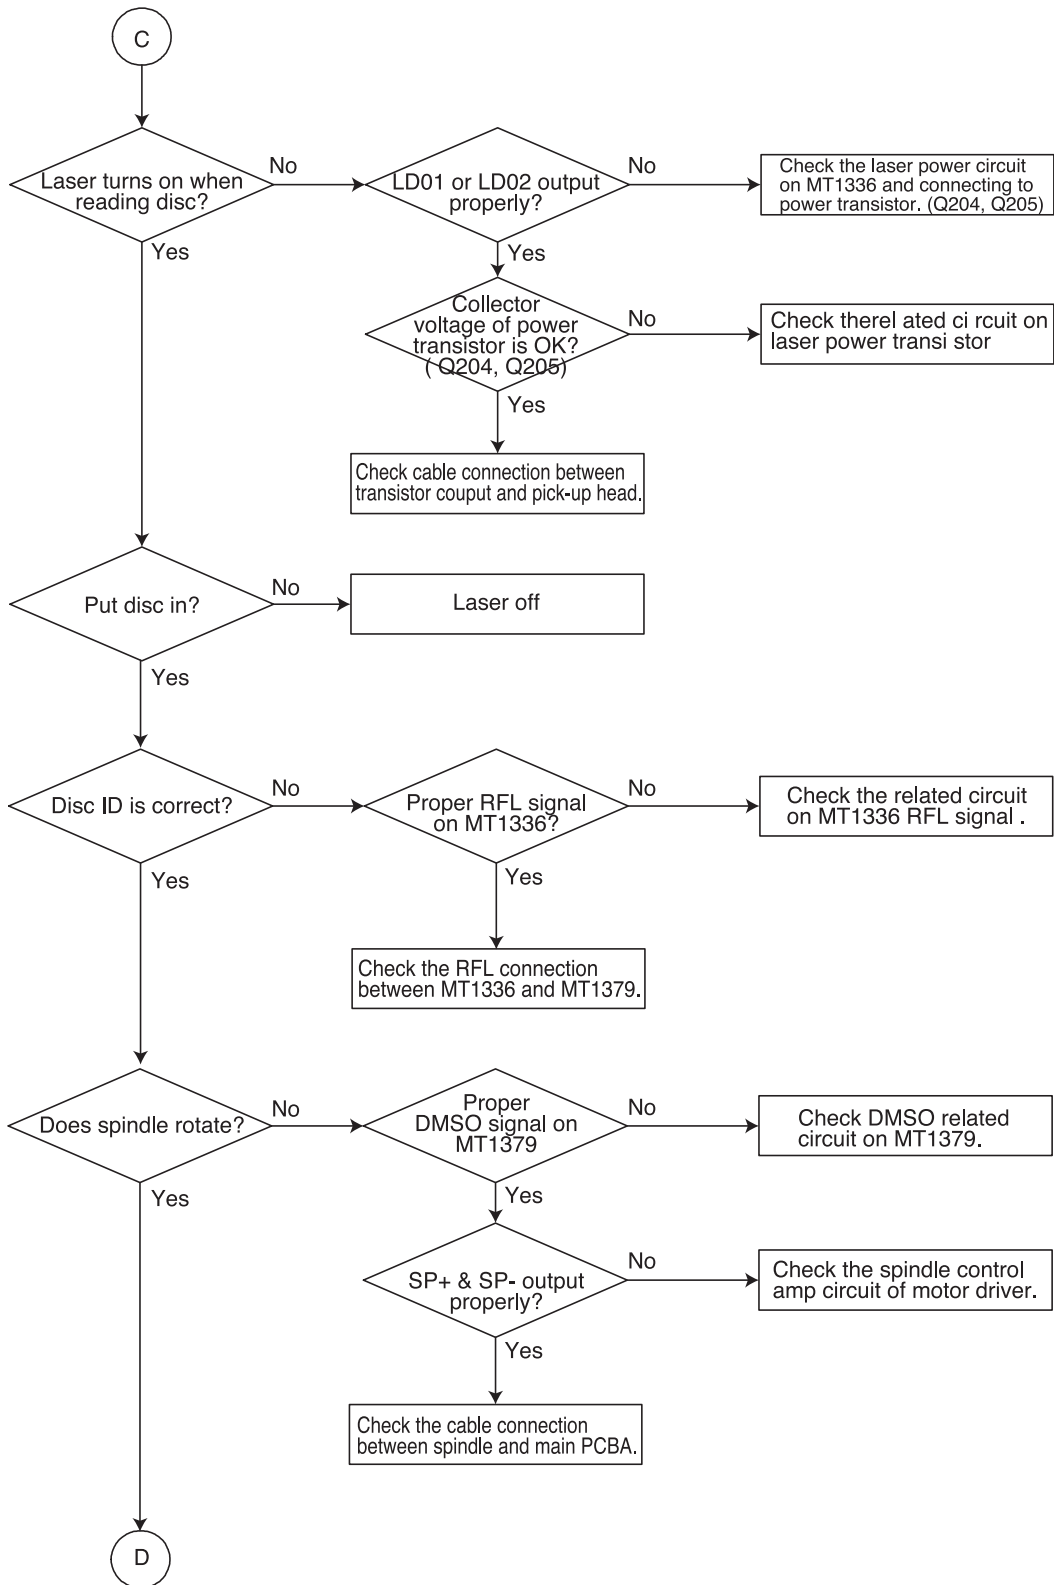 C
Laser turns on when
reading disc?
No
LD01 or LD02 output
properly?
No
Check the laser power circuit
on MT1336 and connecting to
power transistor. (Q204, Q205)
Yes
Yes
Collector
voltage of power
transistor is OK?
( Q204, Q205)
No
Check therel ated ci rcuit on
laser power transi stor
Yes
Check cable connection between
transistor couput and pick-up head.
Put disc in?
No
Laser off
Yes
Disc ID is correct?
No
Proper RFL signal
on MT1336?
No
Check the related circuit
on MT1336 RFL signal .
Yes
Yes
Check the RFL connection
between MT1336 and MT1379.
Does spindle rotate?
No
Proper
DMSO signal on
MT1379
No
Check DMSO related
circuit on MT1379.
Yes
Yes
SP+ & SP- output
properly?
No
Check the spindle control
amp circuit of motor driver.
Yes
Check the cable connection
between spindle and main PCBA.
D